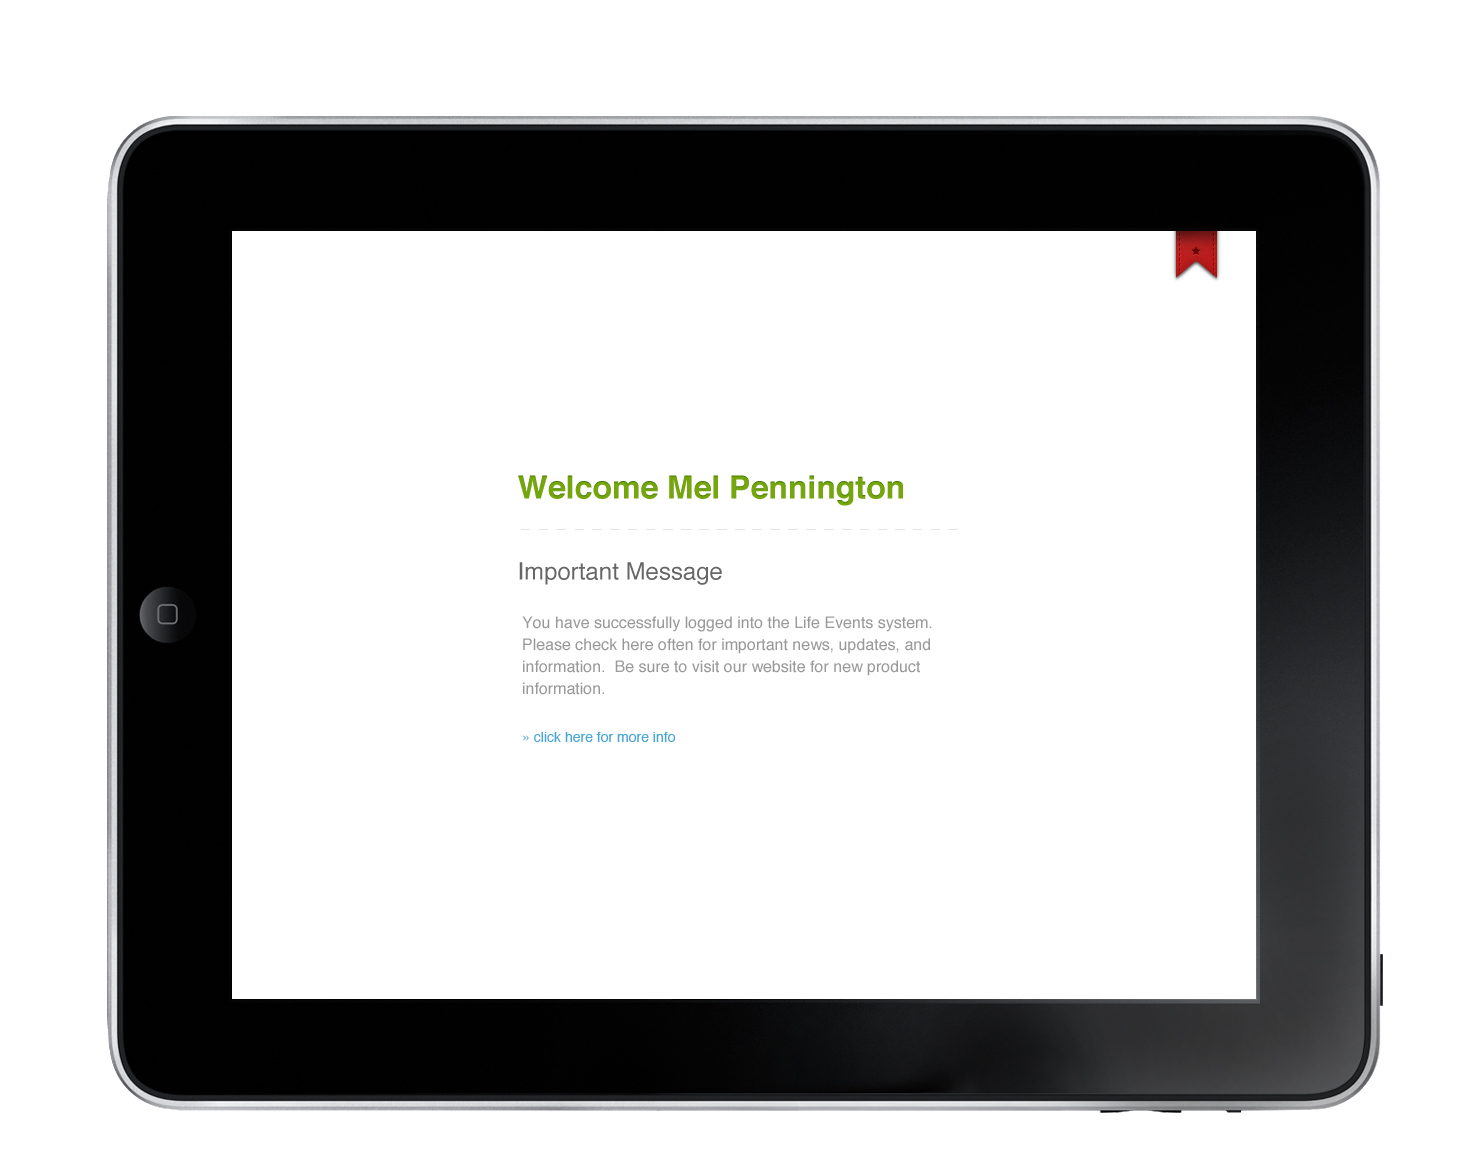 Welcome Mel Pennington
Important Message
You have successfully logged into the Life Events system.
Please check here often for important news, updates, and
information.  Be sure to visit our website for new product
information.
» click here for more info